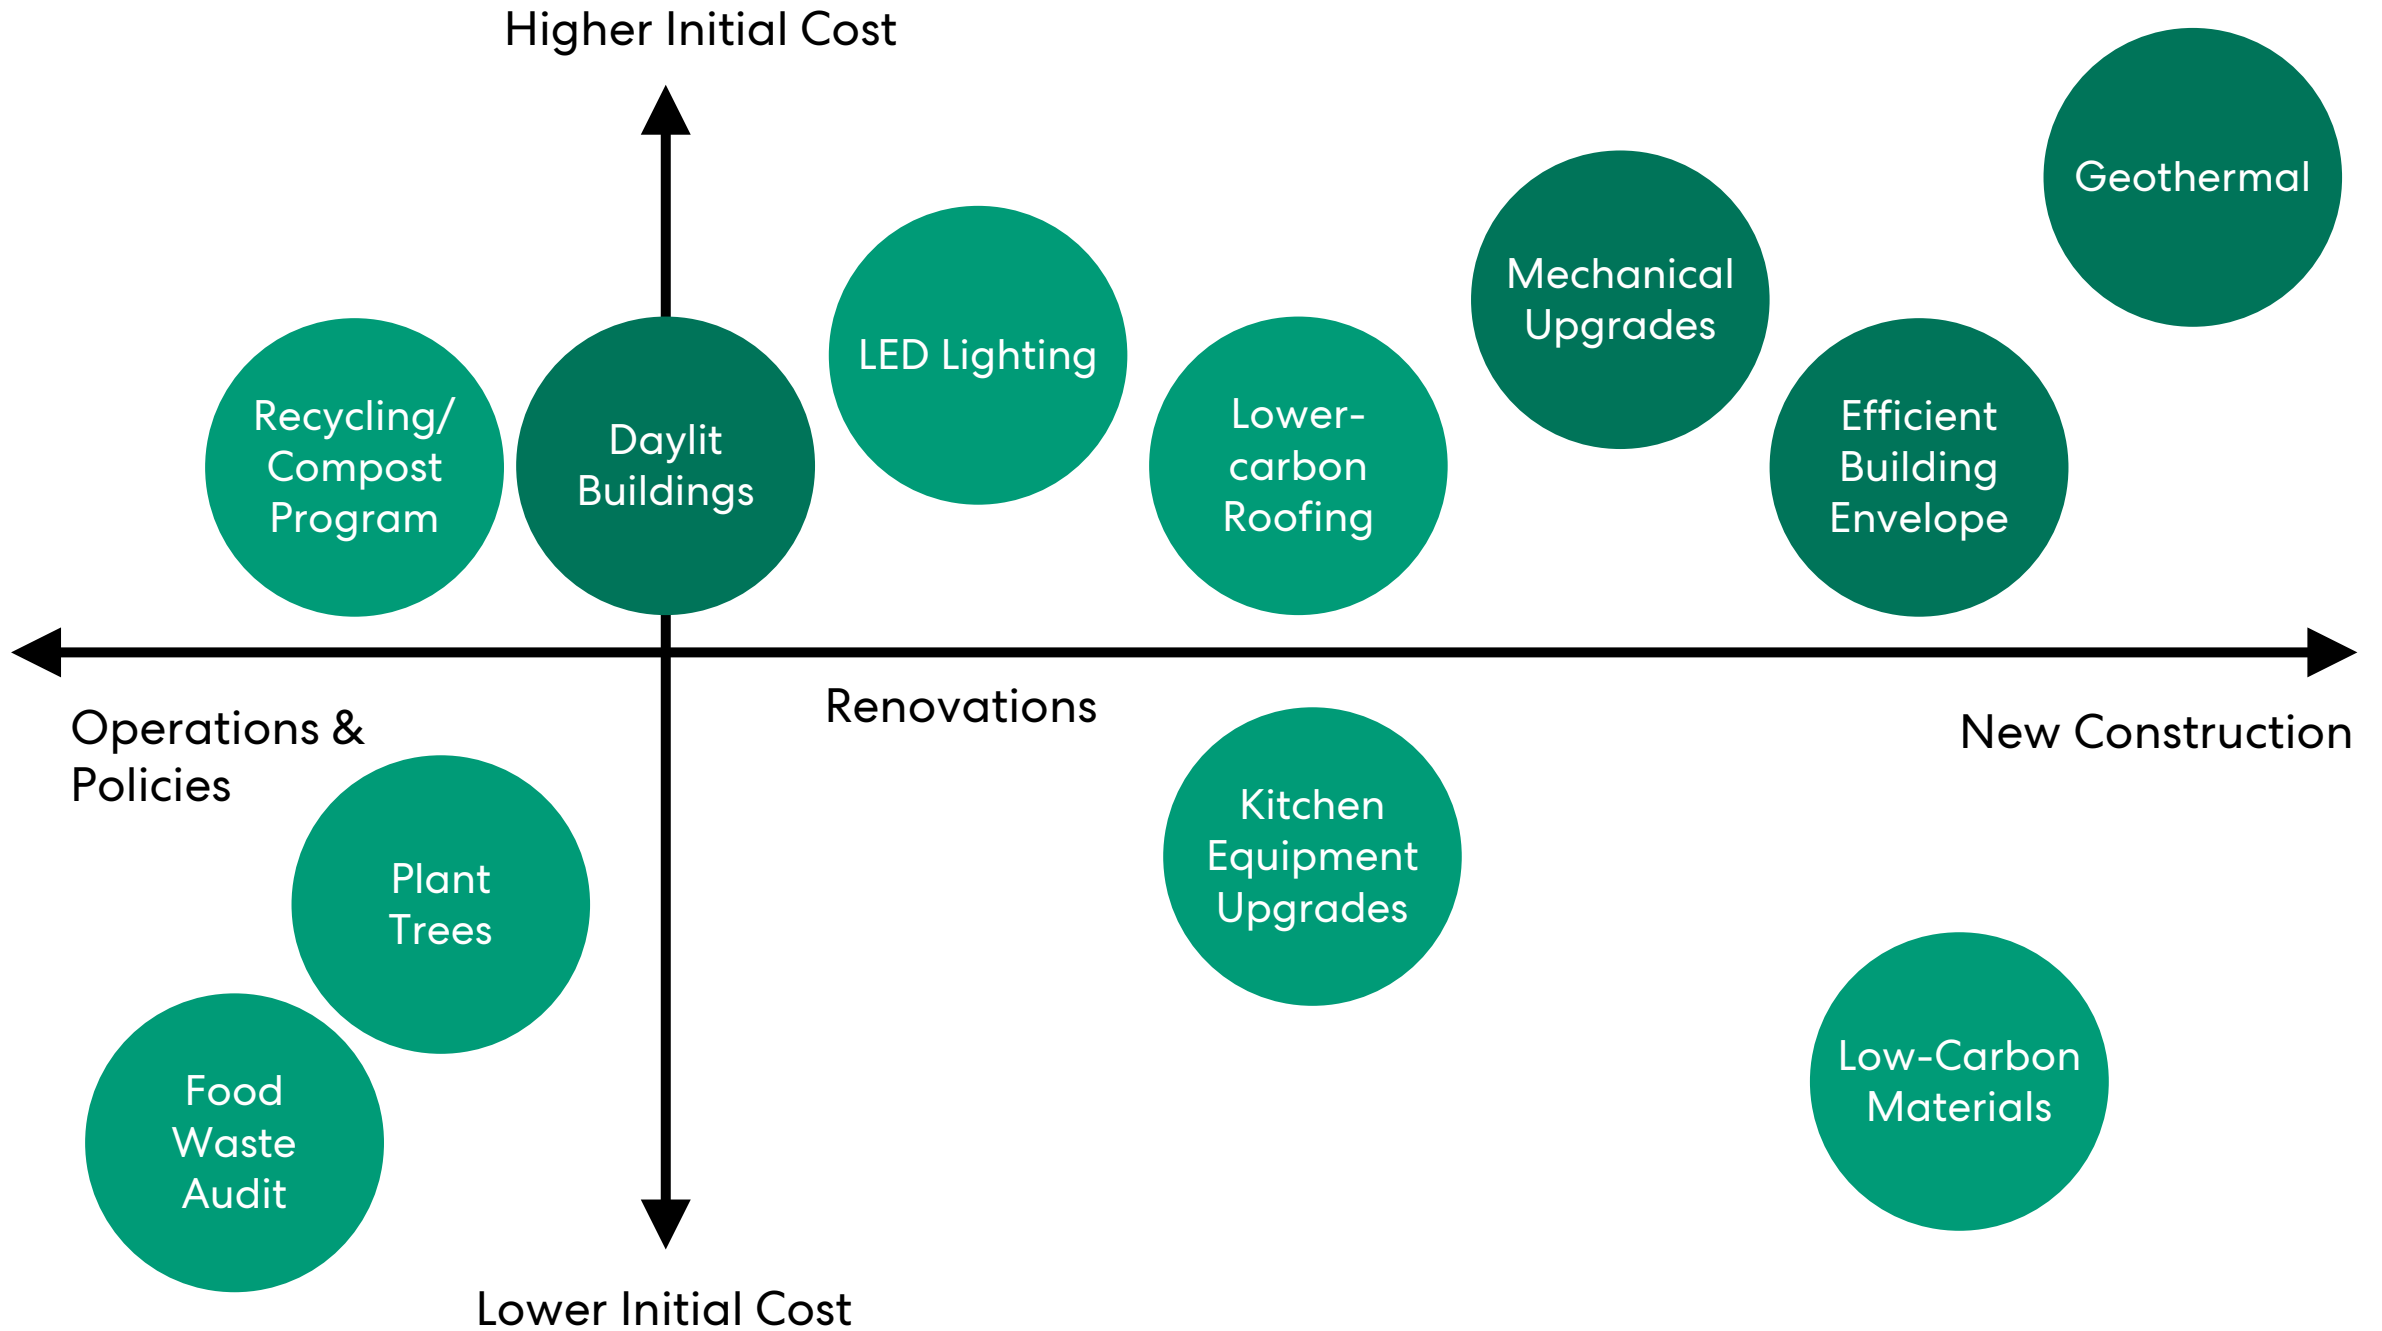 Higher Initial Cost
Geothermal
Mechanical
Upgrades
LED Lighting
Recycling/
Compost
Program
Daylit
Buildings
Lower-
carbon
Roofing
Efficient
Building
Envelope
Operations &
Policies
Renovations
New Construction
Plant
Trees
Kitchen
Equipment
Upgrades
Food
Waste
Audit
Low-Carbon
Materials
Lower Initial Cost